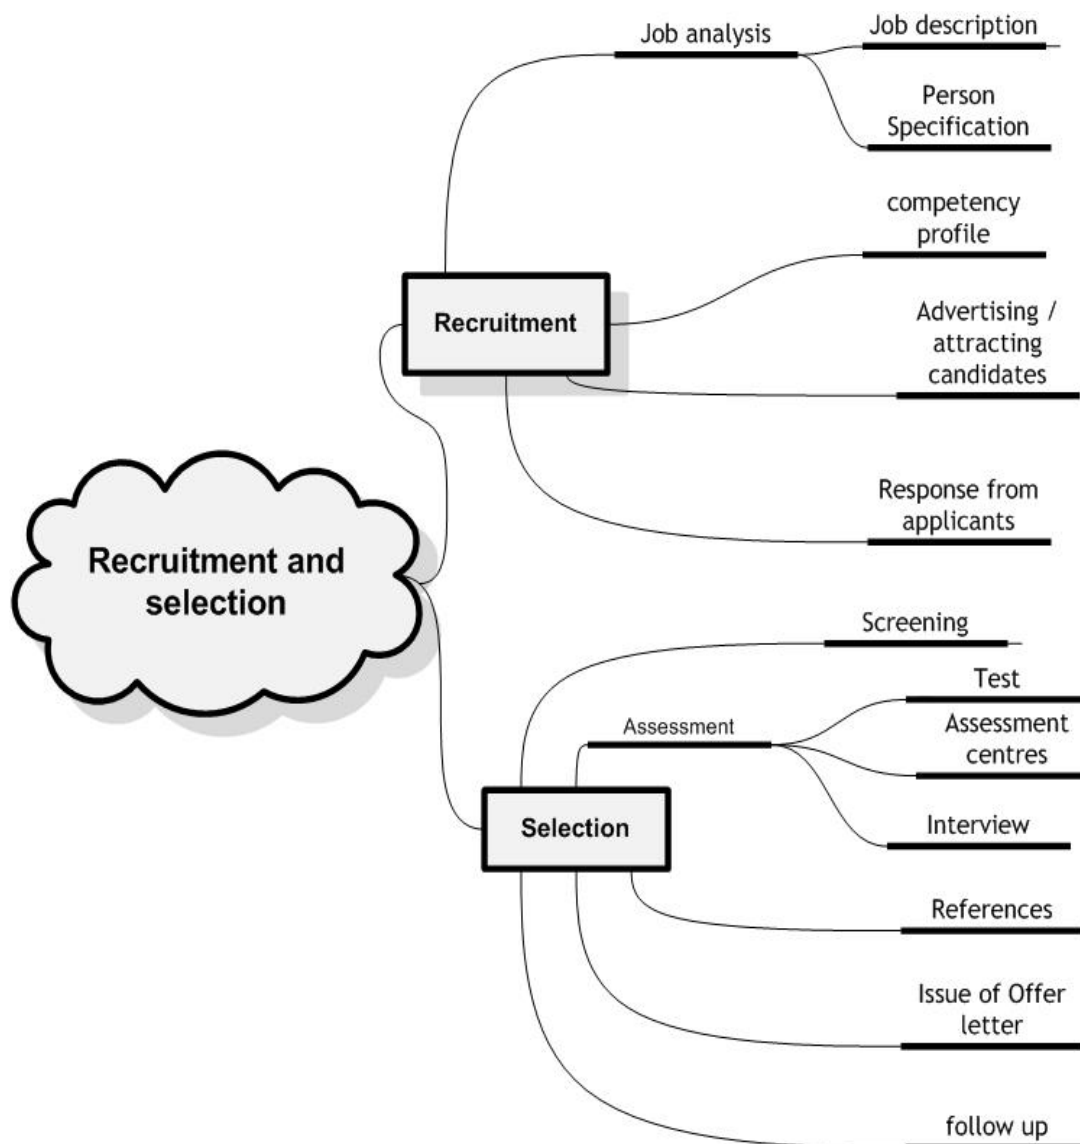 Job analysis
Job description
Person
Specification
competency
profile
Recruitment
Advertising /
attracting
candidates
Response from
applicants
Recruitment and
selection
Screening
Test
Assessment
Assessment
centres
Interview
Selection
References
Issue of Offer
letter
follow up